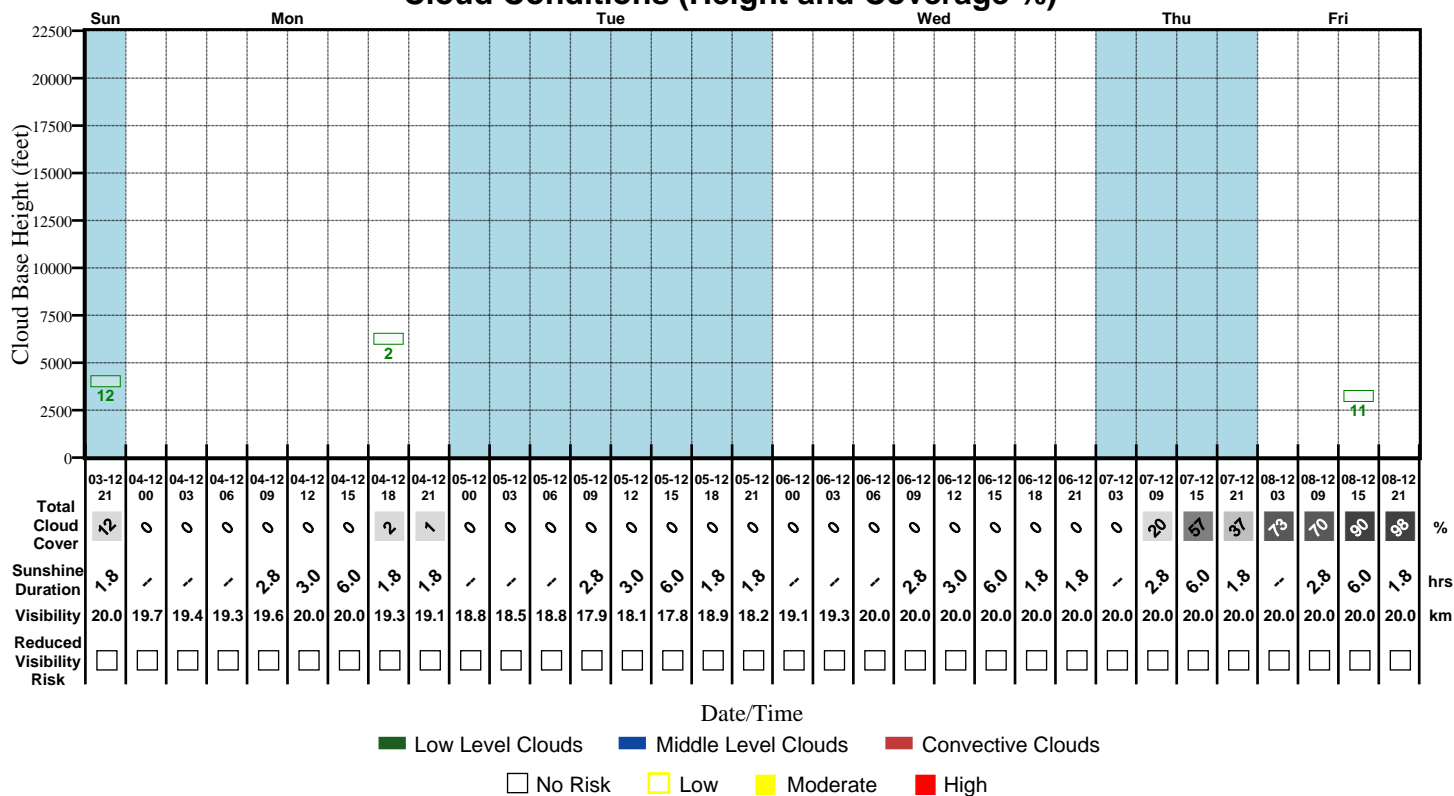 Cloud Conditions (Height and Coverage %)
Sun Mon Tue Wed Thu Fri
Cloud Base Height (feet)
22500
20000
17500
15000
12500
10000
7500
5000
2500
0
12
2
11
03-12 04-12 04-12 04-12 04-12 04-12 04-12 04-12 04-12 05-12 05-12 05-12 05-12 05-12 05-12 05-12 05-12 06-12 06-12 06-12 06-12 06-12 06-12 06-12 06-12 07-12 07-12 07-12 07-12 08-12 08-12 08-12 08-12
21 00 03 06 09 12 15 18 21 00 03 06 09 12 15 18 21 00 03 06 09 12 15 18 21 03 09 15 21 03 09 15 21
Total
Cloud
Cover
12 0 0 0 0 0 0 2 1 0 0 0 0 0 0 0 0 0 0 0 0 0 0 0 0 0 20 57 37 73 70 90 98 %
Sunshine
Duration
1.8 -- -- -- 2.8 3.0 6.0 1.8 1.8 -- -- -- 2.8 3.0 6.0 1.8 1.8 -- -- -- 2.8 3.0 6.0 1.8 1.8 -- 2.8 6.0 1.8 -- 2.8 6.0 1.8 hrs
Visibility 20.0 19.7 19.4 19.3 19.6 20.0 20.0 19.3 19.1 18.8 18.5 18.8 17.9 18.1 17.8 18.9 18.2 19.1 19.3 20.0 20.0 20.0 20.0 20.0 20.0 20.0 20.0 20.0 20.0 20.0 20.0 20.0 20.0 km
Reduced
Visibility
Risk
Date/Time
Low Level Clouds Middle Level Clouds Convective Clouds
No Risk Low Moderate High